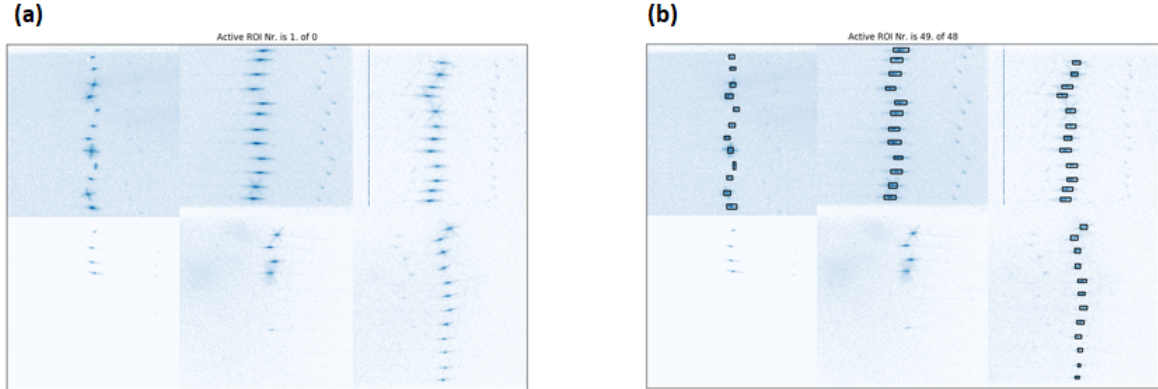 (a)
Active ROI Nr. is 1. of 0
(b)
Active ROI Nr. is 49. of 48